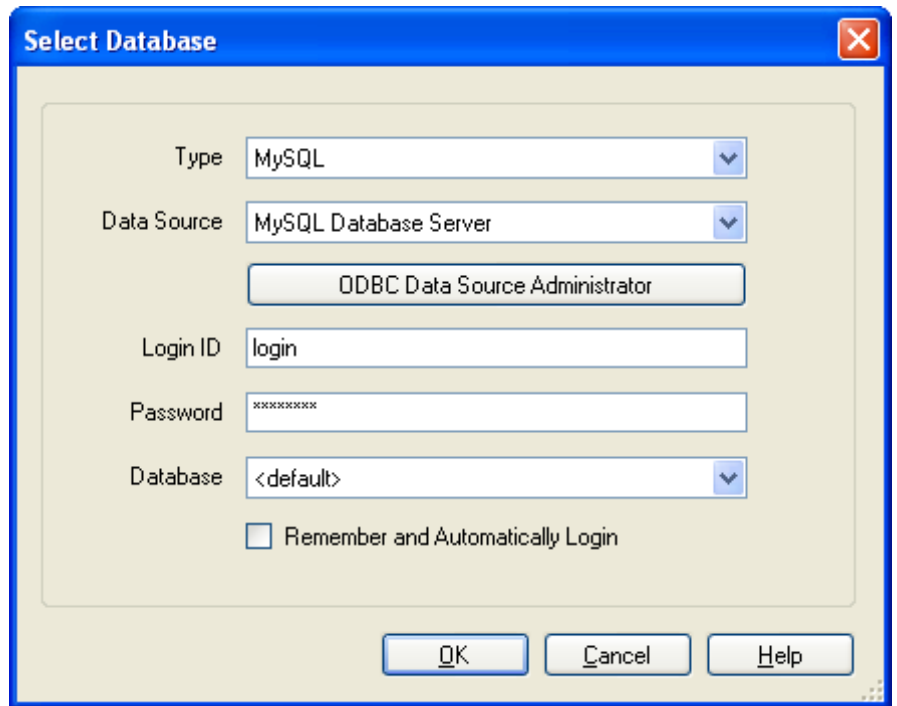 Select Database
Type MySQL
Data Source MySQL Database Server
ODBC Data Source Administrator
Login ID login
Password ********
Database <default>
Remember and Automatically Login
OK Cancel Help